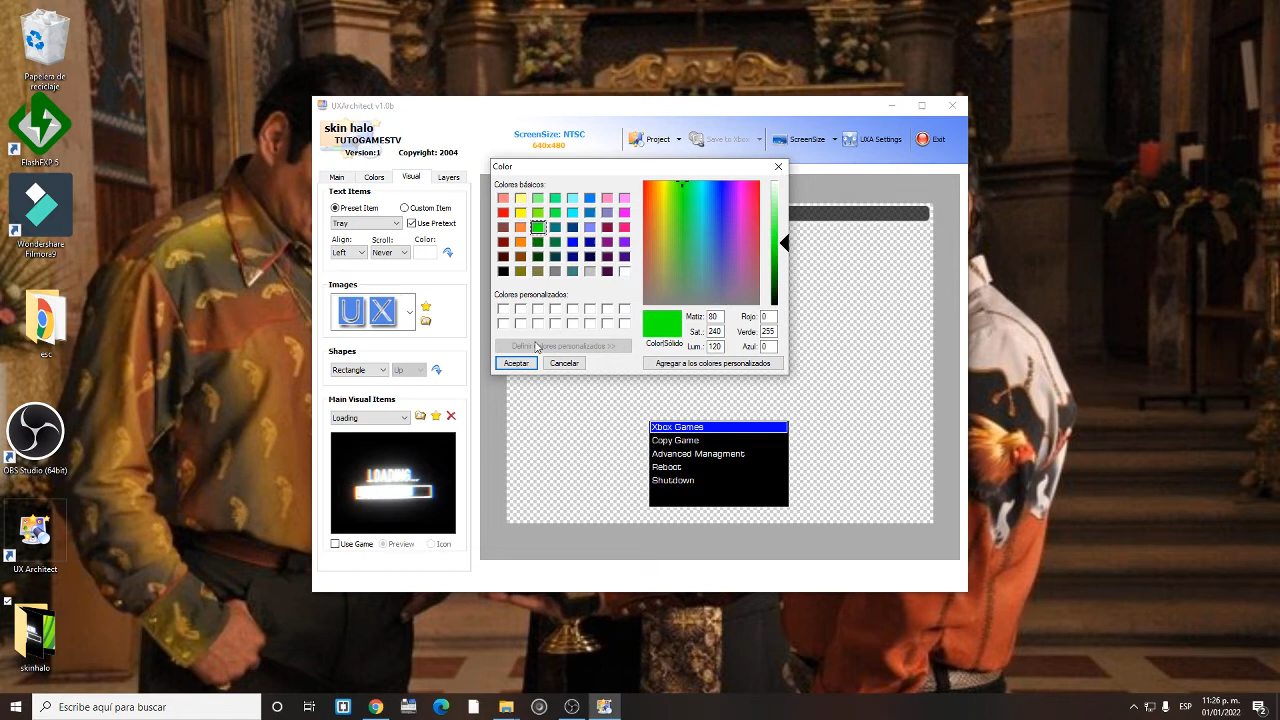 Papelera de
reciclaje
FlashFXP 5
Wondershare
Filmora9
esc
OBS Studio (64bit)
UX Architect
skinhalo
UXArchitect v1.0b
skin halo
TUTOGAMESTV
Version:1 Copyright: 2004
ScreenSize: NTSC
640x480
Project
Save to Xbox
ScreenSize
UXA Settings
Exit
Main
Colors
Visual
Layers
Text Items
Preset Item
Custom Item
Tray
Use Pretext
Align:
Scroll:
Color:
Left
Never
Images
UX
Shapes
Rectangle
Up
Main Visual Items
Loading
LOADING...
Use Game
Preview
Icon
Color
Colores básicos:
Colores personalizados:
Definir colores personalizados >>
Aceptar
Cancelar
Color|Sólido
Matiz: 80
Sat.: 240
Lum.: 120
Rojo: 0
Verde: 255
Azul: 0
Agregar a los colores personalizados
Xbox Games
Copy Game
Advanced Managment
Reboot
Shutdown
Escribe aquí para buscar
ESP
11:26 p. m.
01/01/2022